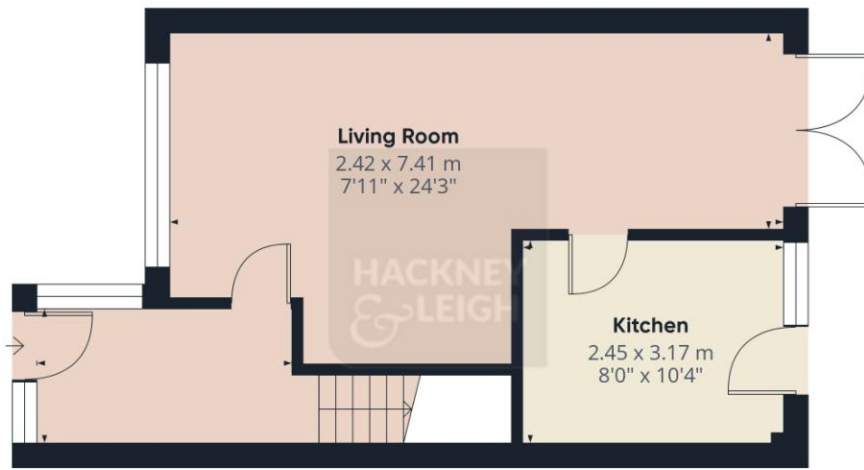 Living Room
2.42 x 7.41 m
7'11" x 24'3"
HACKNEY
& LEIGH
Kitchen
2.45 x 3.17 m
8'0" x 10'4"